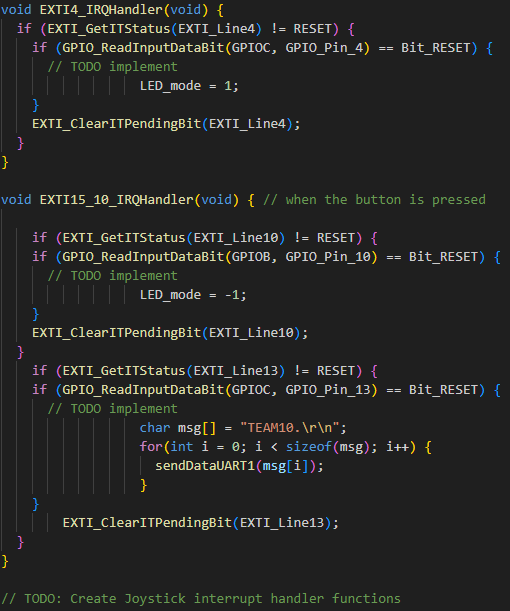 void EXTI4_IRQHandler(void) {
  if (EXTI_GetITStatus(EXTI_Line4) != RESET) {
    if (GPIO_ReadInputDataBit(GPIOC, GPIO_Pin_4) == Bit_RESET) {
      // TODO implement
                  LED_mode = 1;
    }
    EXTI_ClearITPendingBit(EXTI_Line4);
  }
}

void EXTI15_10_IRQHandler(void) { // when the button is pressed

    if (EXTI_GetITStatus(EXTI_Line10) != RESET) {
    if (GPIO_ReadInputDataBit(GPIOB, GPIO_Pin_10) == Bit_RESET) {
      // TODO implement
                  LED_mode = -1;
    }
    EXTI_ClearITPendingBit(EXTI_Line10);
  }
    if (EXTI_GetITStatus(EXTI_Line13) != RESET) {
    if (GPIO_ReadInputDataBit(GPIOC, GPIO_Pin_13) == Bit_RESET) {
      // TODO implement
                  char msg[] = "TEAM10.\r\n";
                  for(int i = 0; i < sizeof(msg); i++) {
                    sendDataUART1(msg[i]);
                  }
    }
        EXTI_ClearITPendingBit(EXTI_Line13);
  }
}

// TODO: Create Joystick interrupt handler functions